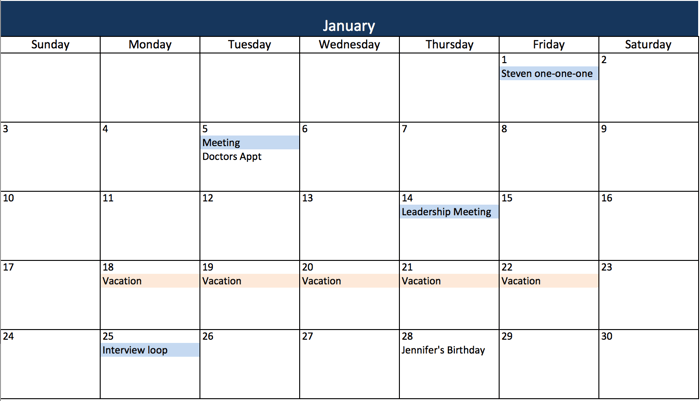 January
Sunday Monday Tuesday Wednesday Thursday Friday Saturday
1 2
Steven one-one-one
3 4 5 6 7 8 9
Meeting
Doctors Appt
10 11 12 13 14 15 16
Leadership Meeting
17 18 19 20 21 22 23
Vacation Vacation Vacation Vacation Vacation
24 25 26 27 28 29 30
Interview loop Jennifer's Birthday